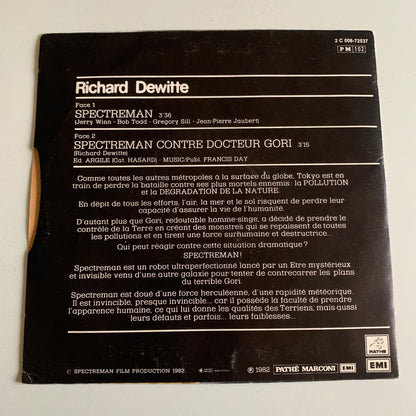 2 C 008-72537
PM 102
Richard Dewitte
Face 1
SPECTREMAN 3'36
(Jerry Winn - Bob Todd - Gregory Sill - Jean-Pierre Jaubert)
Face 2
SPECTREMAN CONTRE DOCTEUR GORI 3'15
(Richard Dewitte)
Ed. ARGILE (Cat. HASARD) - MUSIC/Publ. FRANCIS DAY
Comme toutes les autres métropoles à la surface du globe, Tokyo est en
train de perdre la bataille contre ses plus mortels ennemis : la POLLUTION
et la DEGRADATION DE LA NATURE.
En dépit de tous les efforts, l'air, la mer et le sol risquent de perdre leur
capacité d'assurer la vie de l'humanité.
D'autant plus que Gori, redoutable homme-singe, a décidé de prendre le
contrôle de la Terre en créant des monstres qui se repaissent de toutes
les pollutions et en tirent une force surhumaine et destructrice...
Qui peut réagir contre cette situation dramatique ?
SPECTREMAN !
Spectreman est un robot ultraperfectionné lancé par un Etre mystérieux
et invisible venu d'une autre galaxie pour tenter de contrecarrer les plans
du terrible Gori.
Spectreman est doué d'une force herculéenne, d'une rapidité météorique.
Il est invincible, presque invincible... car il possède la faculté de prendre
l'apparence humaine, ce qui lui donne les qualités des Terriens, mais aussi
leurs défauts et parfois... leurs faiblesses...
© SPECTREMAN FILM PRODUCTION 1982
℗ 1982 PATHÉ MARCONI EMI
PATHE
EMI